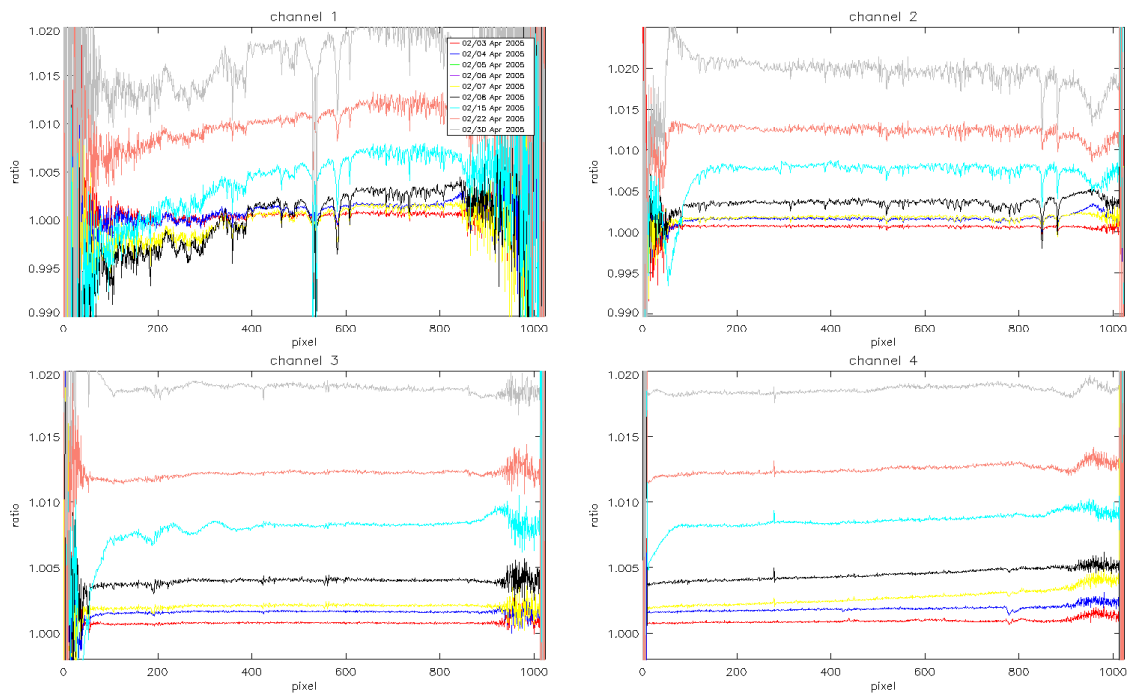 channel 1
1.020
1.015
1.010
1.005
1.000
0.995
0.990
ratio
0 200 400 600 800 1000
pixel
02/03 Apr 2005
02/04 Apr 2005
02/05 Apr 2005
02/06 Apr 2005
02/07 Apr 2005
02/08 Apr 2005
02/15 Apr 2005
02/22 Apr 2005
02/30 Apr 2005
channel 2
1.020
1.015
1.010
1.005
1.000
0.995
0.990
ratio
0 200 400 600 800 1000
pixel
channel 3
1.020
1.015
1.010
1.005
1.000
ratio
0 200 400 600 800 1000
pixel
channel 4
1.020
1.015
1.010
1.005
1.000
ratio
0 200 400 600 800 1000
pixel